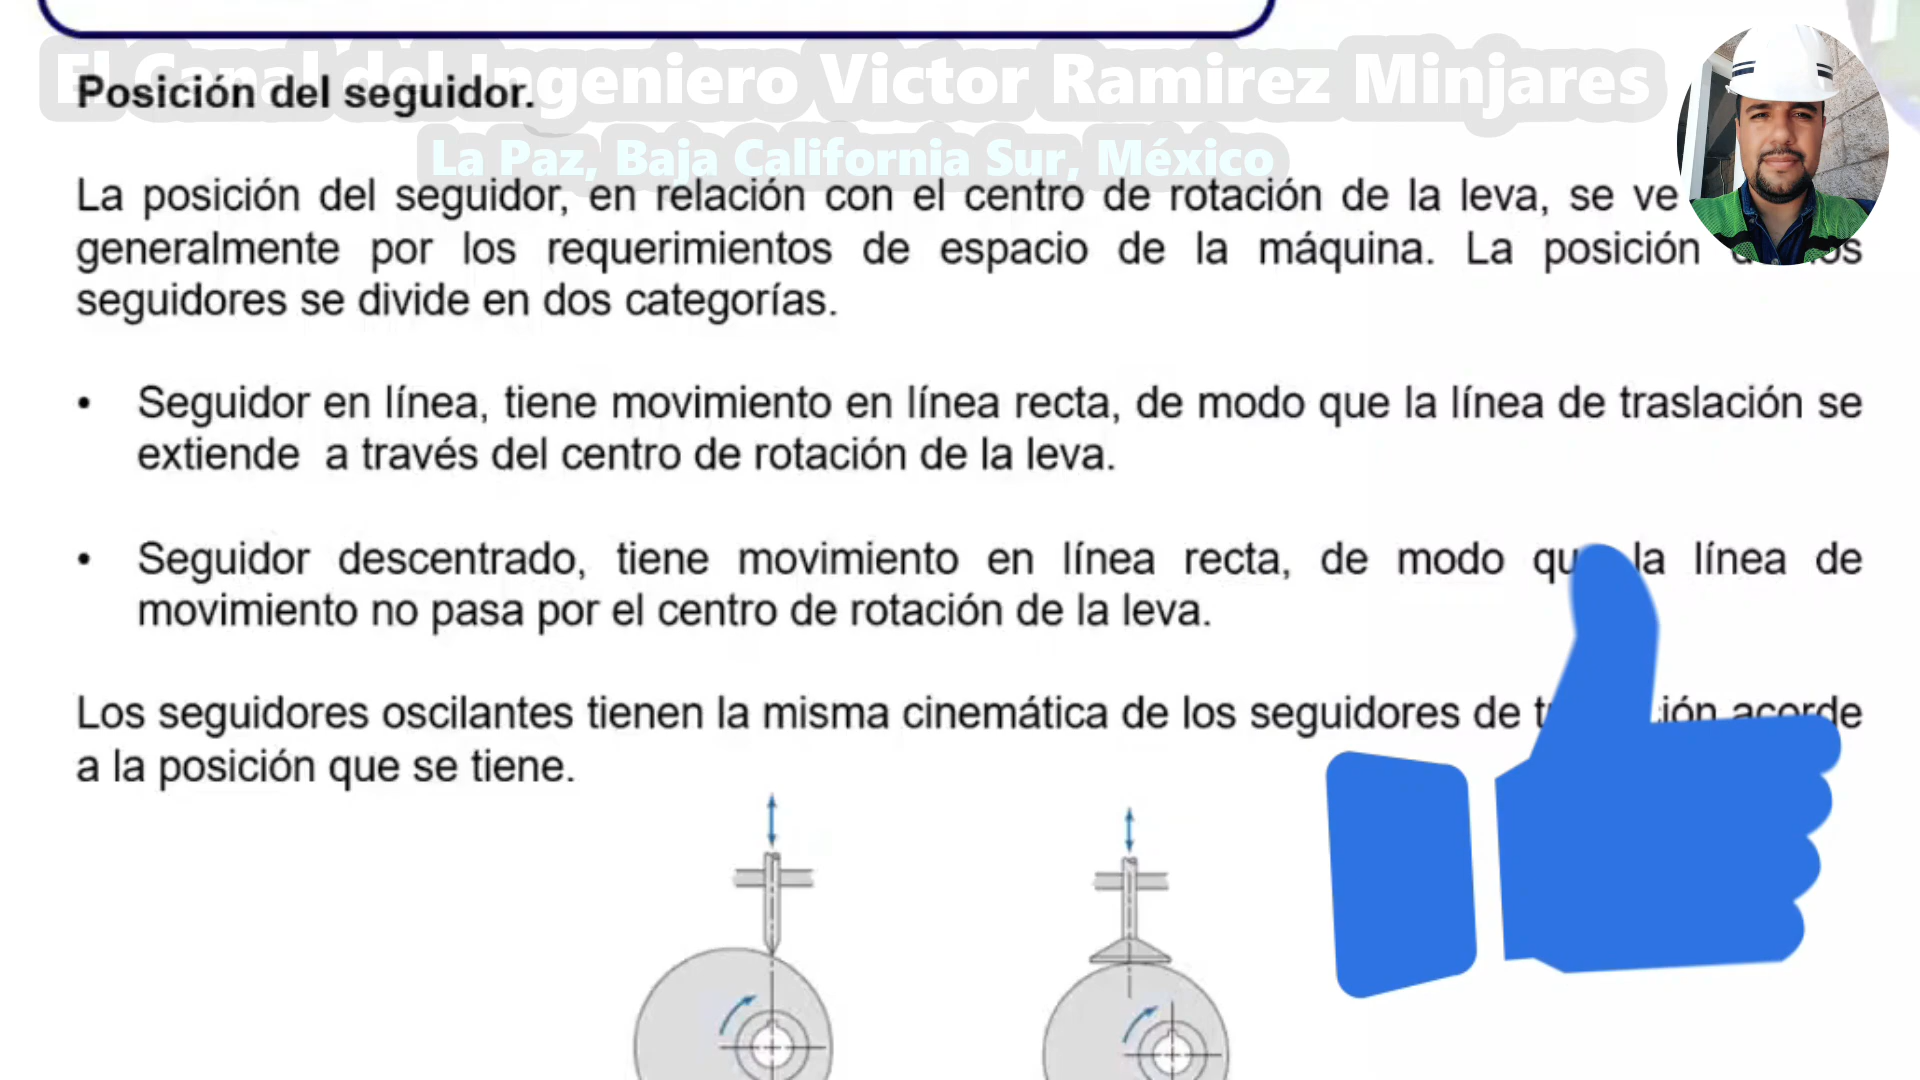 El Canal del Ingeniero Victor Ramirez Minjares
Posición del seguidor.
La Paz, Baja California Sur, México
La posición del seguidor, en relación con el centro de rotación de la leva, se ve
generalmente por los requerimientos de espacio de la máquina. La posición
seguidores se divide en dos categorías.
• Seguidor en línea, tiene movimiento en línea recta, de modo que la línea de traslación se
extiende a través del centro de rotación de la leva.
• Seguidor descentrado, tiene movimiento en línea recta, de modo que la línea de
movimiento no pasa por el centro de rotación de la leva.
Los seguidores oscilantes tienen la misma cinemática de los seguidores de acorde
a la posición que se tiene.